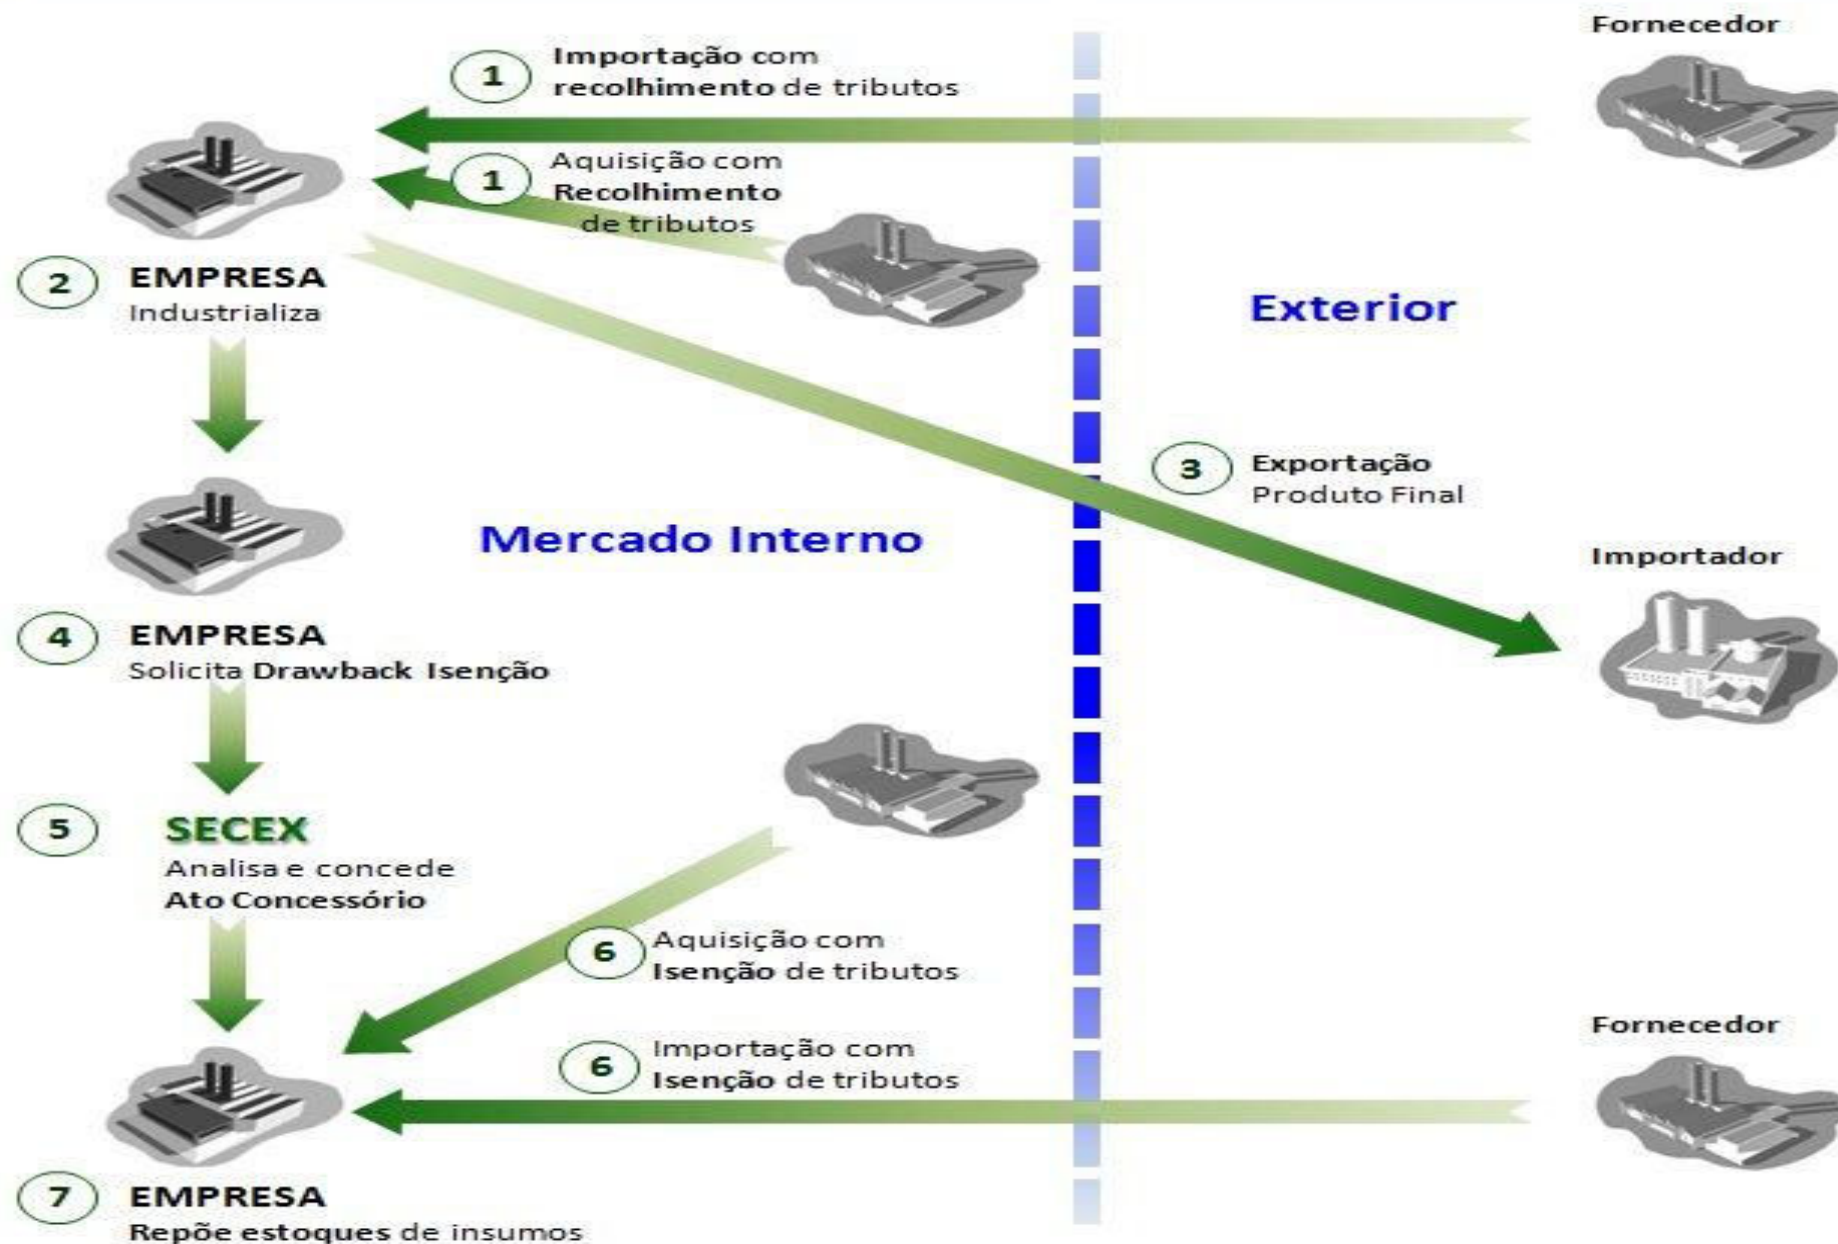 Fornecedor
1
Importação com
recolhimento de tributos
1
Aquisição com
Recolhimento
de tributos
2
EMPRESA
Industrializa
Exterior
3
Exportação
Produto Final
Mercado Interno
Importador
4
EMPRESA
Solicita Drawback Isenção
5
SECEX
Analisa e concede
Ato Concessório
6
Aquisição com
Isenção de tributos
6
Importação com
Isenção de tributos
Fornecedor
7
EMPRESA
Repõe estoques de insumos